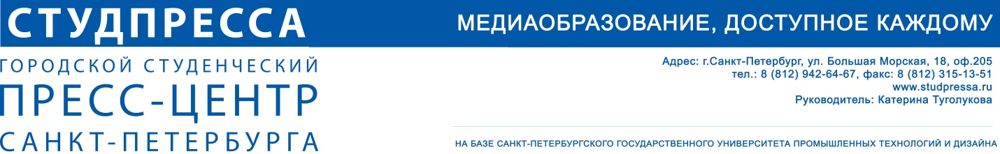 СТУДПРЕССА
ГОРОДСКОЙ СТУДЕНЧЕСКИЙ
ПРЕСС-ЦЕНТР
САНКТ-ПЕТЕРБУРГА
МЕДИАОБРАЗОВАНИЕ, ДОСТУПНОЕ КАЖДОМУ
Адрес: г.Санкт-Петербург, ул. Большая Морская, 18, оф.205
тел.: 8 (812) 942-64-67, факс: 8 (812) 315-13-51
www.studpressa.ru
Руководитель: Катерина Туголукова
НА БАЗЕ САНКТ-ПЕТЕРБУРГСКОГО ГОСУДАРСТВЕННОГО УНИВЕРСИТЕТА ПРОМЫШЛЕННЫХ ТЕХНОЛОГИЙ И ДИЗАЙНА